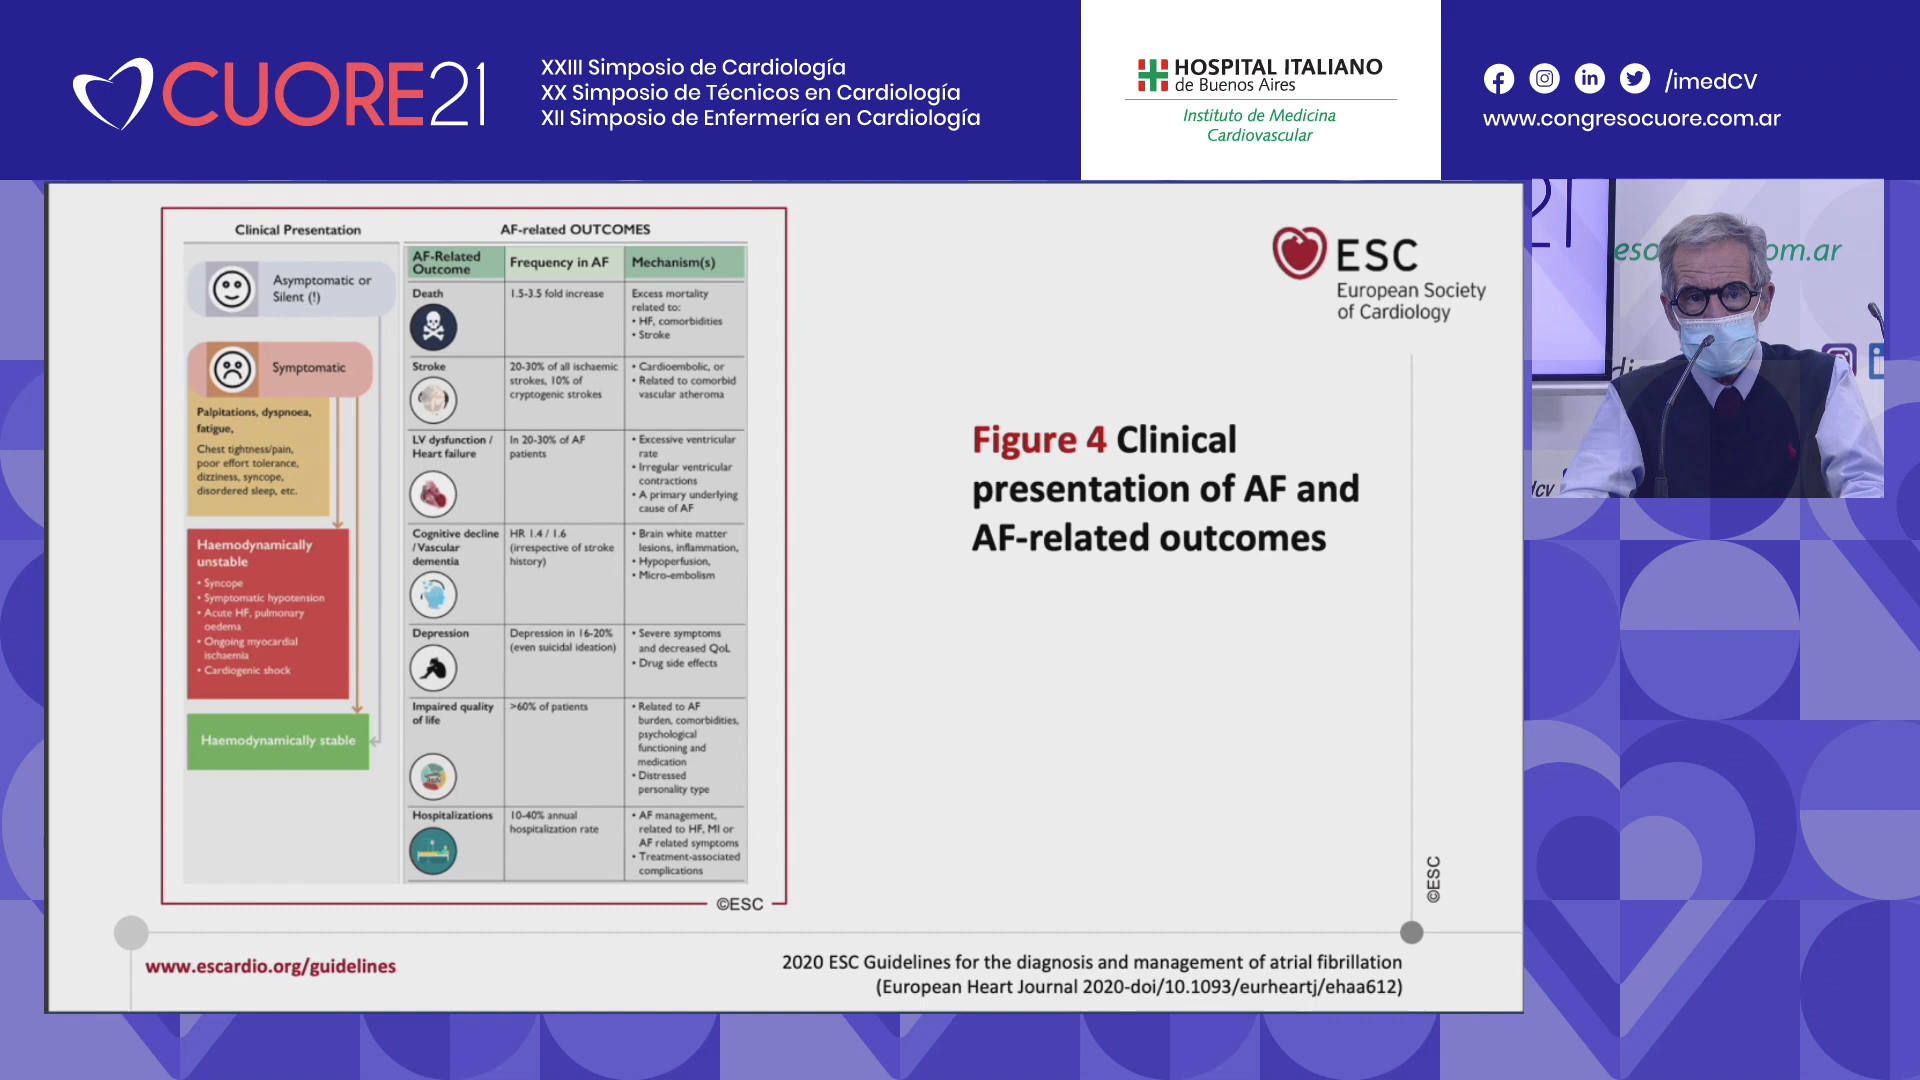 CUORE21
XXIII Simposio de Cardiología
XX Simposio de Técnicos en Cardiología
XII Simposio de Enfermería en Cardiología
HOSPITAL ITALIANO
de Buenos Aires
Instituto de Medicina
Cardiovascular
/imedCV
www.congresocuore.com.ar
Clinical Presentation
Asymptomatic or
Silent (!)
Symptomatic
Palpitations, dyspnoea,
fatigue,
Chest tightness/pain,
poor effort tolerance,
dizziness, syncope,
disordered sleep, etc.
Haemodynamically
unstable
• Syncope
• Symptomatic hypotension
• Acute HF, pulmonary
oedema
• Ongoing myocardial
ischaemia
• Cardiogenic shock
Haemodynamically stable
AF-related OUTCOMES
AF-Related
Outcome
Frequency in AF
Mechanism(s)
Death
1.5-3.5 fold increase
Excess mortality
related to:
• HF, comorbidities
• Stroke
Stroke
20-30% of all ischaemic
strokes, 10% of
cryptogenic strokes
• Cardioembolic, or
• Related to comorbid
vascular atheroma
LV dysfunction /
Heart failure
In 20-30% of AF
patients
• Excessive ventricular
rate
• Irregular ventricular
contractions
• A primary underlying
cause of AF
Cognitive decline
/ Vascular
dementia
HR 1.4 / 1.6
(irrespective of stroke
history)
• Brain white matter
lesions, inflammation,
• Hypoperfusion,
• Micro-embolism
Depression
Depression in 16-20%
(even suicidal ideation)
• Severe symptoms
and decreased QoL
• Drug side effects
Impaired quality
of life
>60% of patients
• Related to AF
burden, comorbidities,
psychological
functioning and
medication
• Distressed
personality type
Hospitalizations
10-40% annual
hospitalization rate
• AF management,
related to HF, MI or
AF related symptoms
• Treatment-associated
complications
©ESC
ESC
European Society
of Cardiology
Figure 4 Clinical
presentation of AF and
AF-related outcomes
©ESC
www.escardio.org/guidelines
2020 ESC Guidelines for the diagnosis and management of atrial fibrillation
(European Heart Journal 2020-doi/10.1093/eurheartj/ehaa612)
21
eso
om.ar
dic
cv